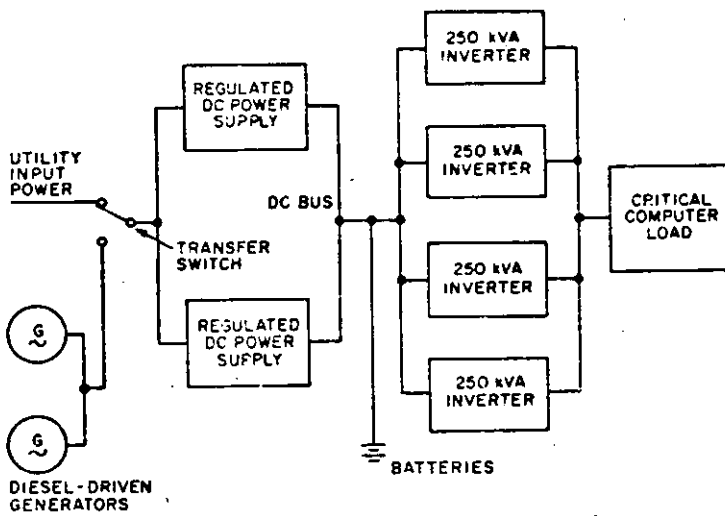 UTILITY
INPUT
POWER
TRANSFER
SWITCH
G
G
DIESEL-DRIVEN
GENERATORS
REGULATED
DC POWER
SUPPLY
REGULATED
DC POWER
SUPPLY
DC BUS
BATTERIES
250 kVA
INVERTER
250 kVA
INVERTER
250 kVA
INVERTER
250 kVA
INVERTER
CRITICAL
COMPUTER
LOAD